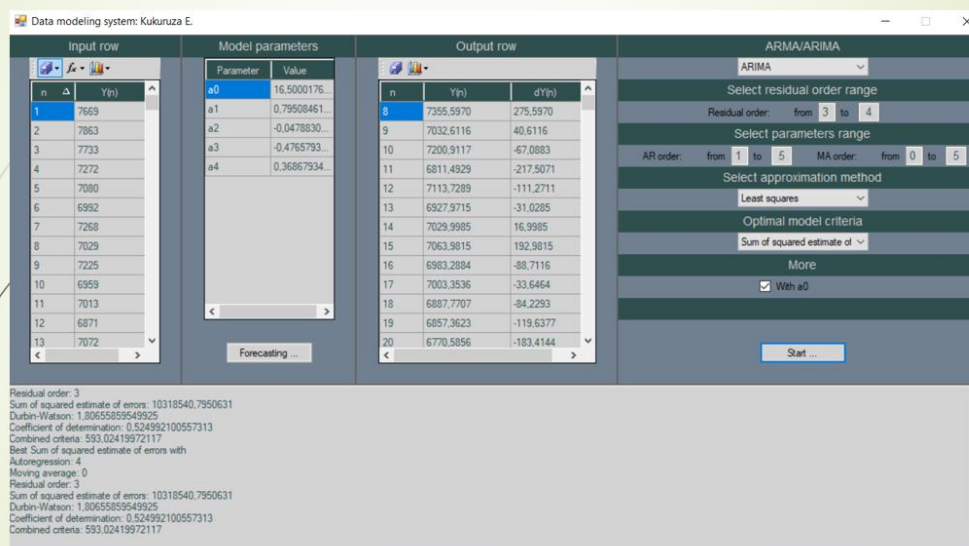 Data modeling system: Kukuruza E.
Input row
n Y(n)
1 7669
2 7863
3 7733
4 7272
5 7080
6 6992
7 7268
8 7029
9 7225
10 6959
11 7013
12 6871
13 7072
Model parameters
Parameter Value
a0 16,5000176...
a1 0,79508461...
a2 -0,0478830...
a3 -0,4765793...
a4 0,36867934...
Forecasting ...
Output row
n Y(n) dY(n)
8 7355,5970 275,5970
9 7032,6116 40,6116
10 7200,9117 -67,0883
11 6811,4929 -217,5071
12 7113,7289 -111,2711
13 6927,9715 -31,0285
14 7029,9985 16,9985
15 7063,9815 192,9815
16 6983,2884 -88,7116
17 7003,3536 -33,6464
18 6887,7707 -84,2293
19 6857,3623 -119,6377
20 6770,5856 -183,4144
ARMA/ARIMA
ARIMA
Select residual order range
Residual order: from 3 to 4
Select parameters range
AR order: from 1 to 5 MA order: from 0 to 5
Select approximation method
Least squares
Optimal model criteria
Sum of squared estimate of
More
With a0
Start ...
Residual order: 3
Sum of squared estimate of errors: 10318540,7950631
Durbin-Watson: 1,80655859549925
Coefficient of determination: 0,524992100557313
Combined criteria: 593,02419972117
Best Sum of squared estimate of errors with
Autoregression: 4
Moving average: 0
Residual order: 3
Sum of squared estimate of errors: 10318540,7950631
Durbin-Watson: 1,80655859549925
Coefficient of determination: 0,524992100557313
Combined criteria: 593,02419972117